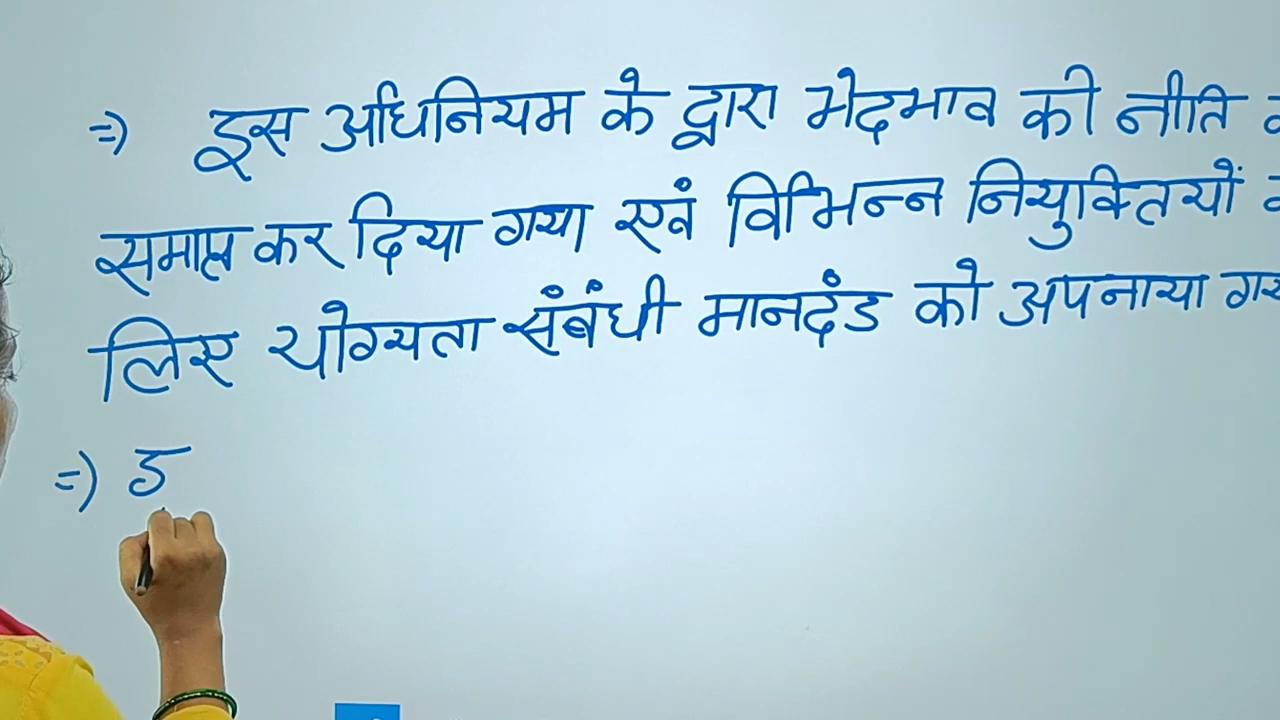 =) इस अधिनियम के द्वारा भेदभाव की नीति
समाप्त कर दिया गया एवं विभिन्न नियुक्तियों
लिए योग्यता संबंधी मानदंड को अपनाया
=)